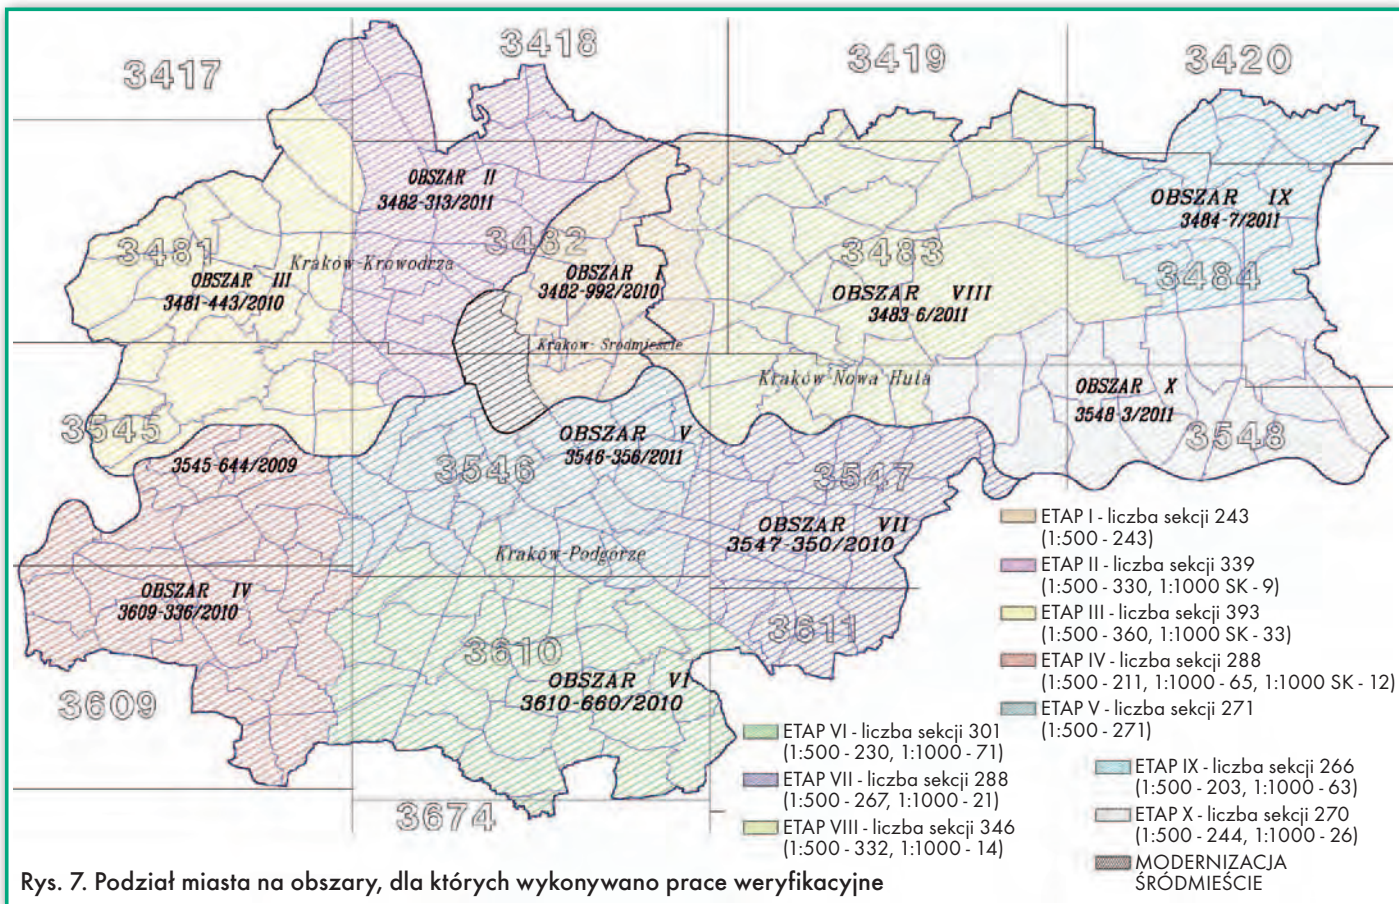 3417
3418
3419
3420
OBSZAR II
3482-313/2011
OBSZAR IX
3484-7/2011
3481
3482
3483
3484
Kraków-Krowodrza
OBSZAR III
3481-443/2010
OBSZAR I
3482-992/2010
OBSZAR VIII
3483-6/2011
Kraków-Śródmieście
Kraków-Nowa Huta
OBSZAR X
3548-3/2011
3545
3548
OBSZAR V
3546-356/2011
3545-644/2009
3546
3547
OBSZAR VII
3547-350/2010
Kraków-Podgórze
OBSZAR IV
3609-336/2010
3610
3611
OBSZAR VI
3610-660/2010
3609
3674
ETAP I - liczba sekcji 243
(1:500 - 243)
ETAP II - liczba sekcji 339
(1:500 - 330, 1:1000 SK - 9)
ETAP III - liczba sekcji 393
(1:500 - 360, 1:1000 SK - 33)
ETAP IV - liczba sekcji 288
(1:500 - 211, 1:1000 - 65, 1:1000 SK - 12)
ETAP V - liczba sekcji 271
(1:500 - 271)
ETAP VI - liczba sekcji 301
(1:500 - 230, 1:1000 - 71)
ETAP VII - liczba sekcji 288
(1:500 - 267, 1:1000 - 21)
ETAP VIII - liczba sekcji 346
(1:500 - 332, 1:1000 - 14)
ETAP IX - liczba sekcji 266
(1:500 - 203, 1:1000 - 63)
ETAP X - liczba sekcji 270
(1:500 - 244, 1:1000 - 26)
MODERNIZACJA
ŚRÓDMIEŚCIE
Rys. 7. Podział miasta na obszary, dla których wykonywano prace weryfikacyjne